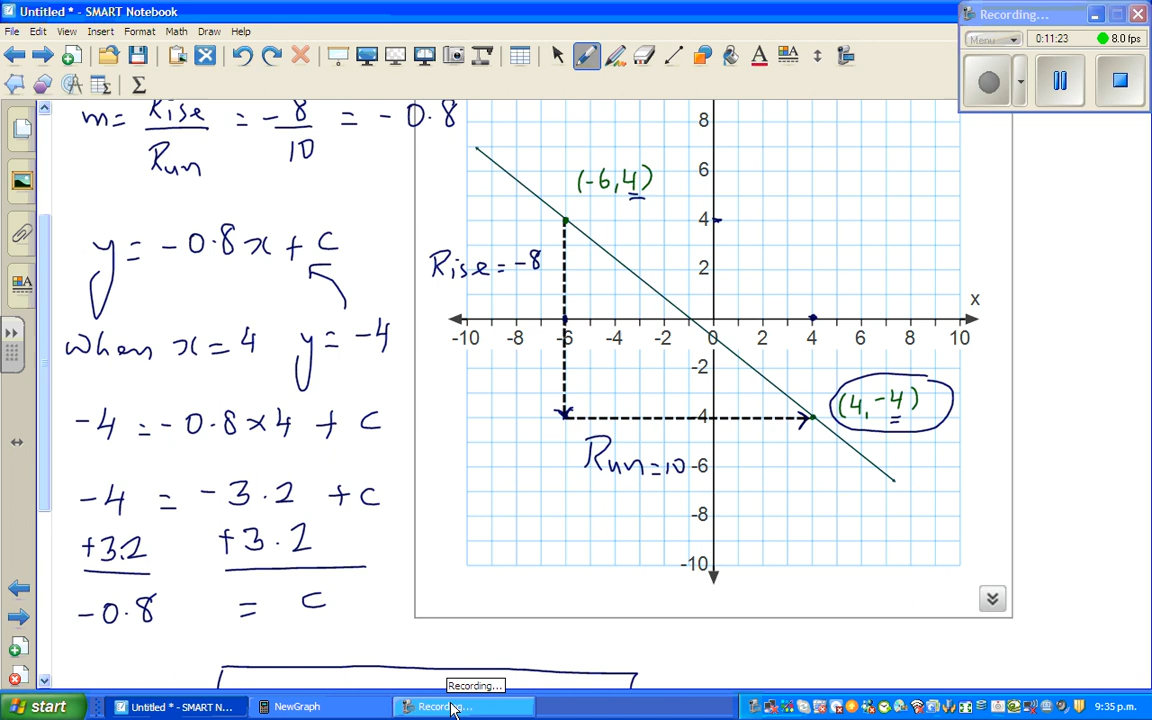 Untitled * - SMART Notebook
File Edit View Insert Format Math Draw Help
Recording...
Menu
0:11:23
8.0 fps
m= Rise = -8 = -0.8
Run 10
y = -0.8x + c
when x = 4 y = -4
-4 = -0.8×4 + c
-4 = -3.2 + c
+3.2 +3.2
-0.8 = c
8
6
(-6,4)
4
Rise = -8
2
x
-10 -8 -6 -4 -2 0 2 4 6 8 10
-2
(4,-4)
-4
Run=10
-6
-8
-10
Recording...
start
Untitled * - SMART N...
NewGraph
Recording...
9:35 p.m.